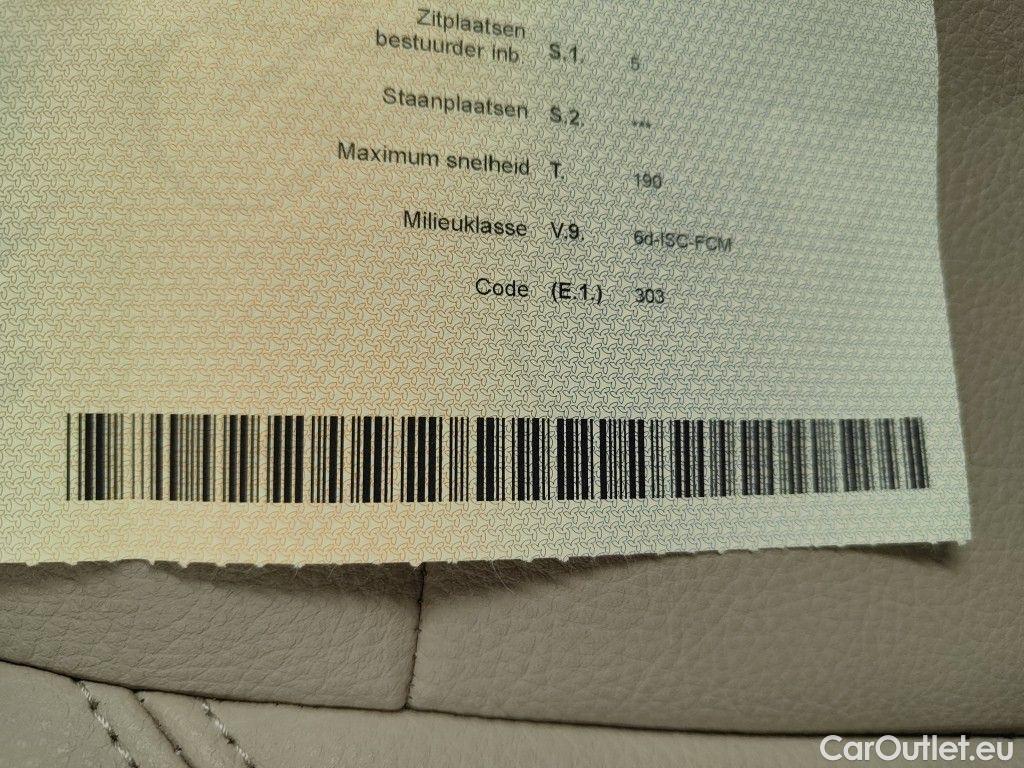 Zitplaatsen
bestuurder inb. S.1. 5
Staanplaatsen S.2. ***
Maximum snelheid T. 190
Milieuklasse V.9. 6d-ISC-FCM
Code (E.1.) 303
CarOutlet.eu